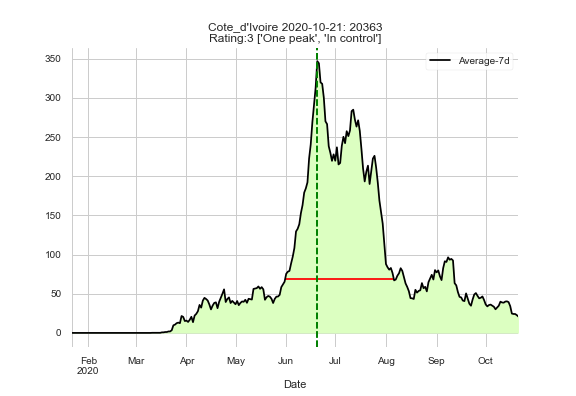 Cote_d'Ivoire 2020-10-21: 20363
Rating:3 ['One peak', 'In control']
Average-7d
350
300
250
200
150
100
50
0
Feb Mar Apr May Jun Jul Aug Sep Oct
2020
Date